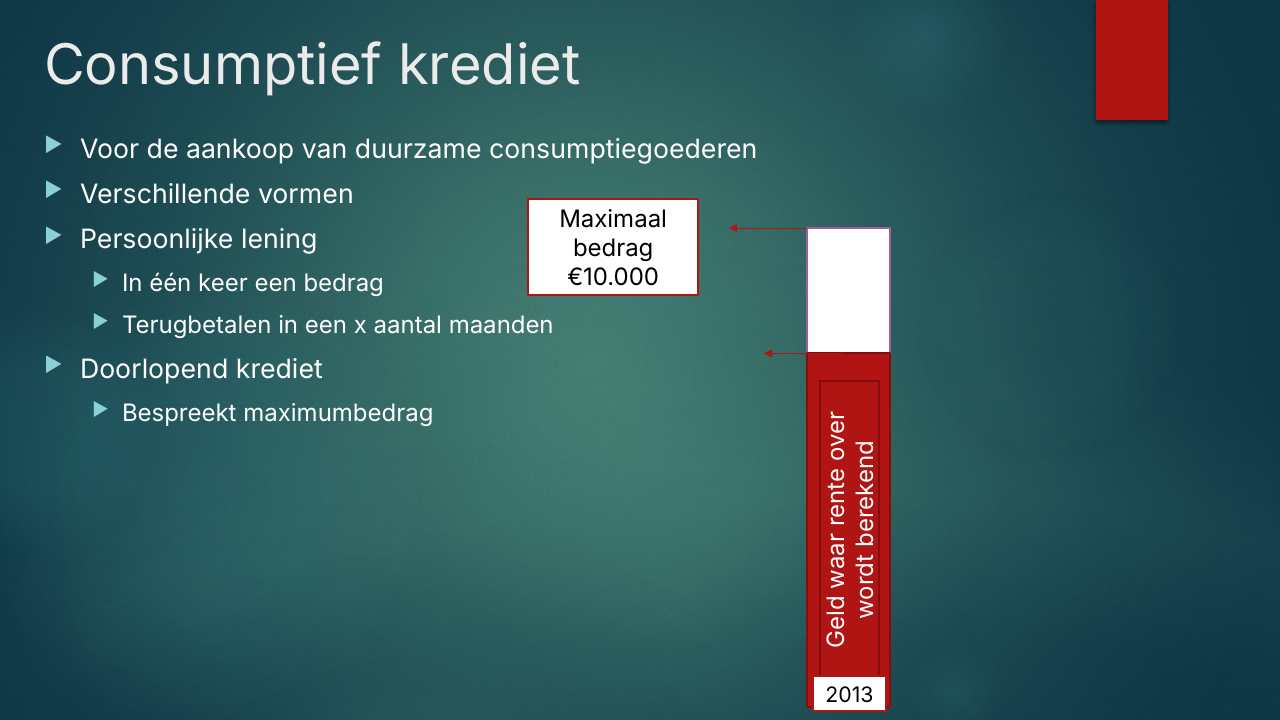 Consumptief krediet
Voor de aankoop van duurzame consumptiegoederen
Verschillende vormen
Persoonlijke lening
In één keer een bedrag
Terugbetalen in een x aantal maanden
Doorlopend krediet
Bespreekt maximumbedrag
Maximaal
bedrag
€10.000
Geld waar rente over
wordt berekend
2013